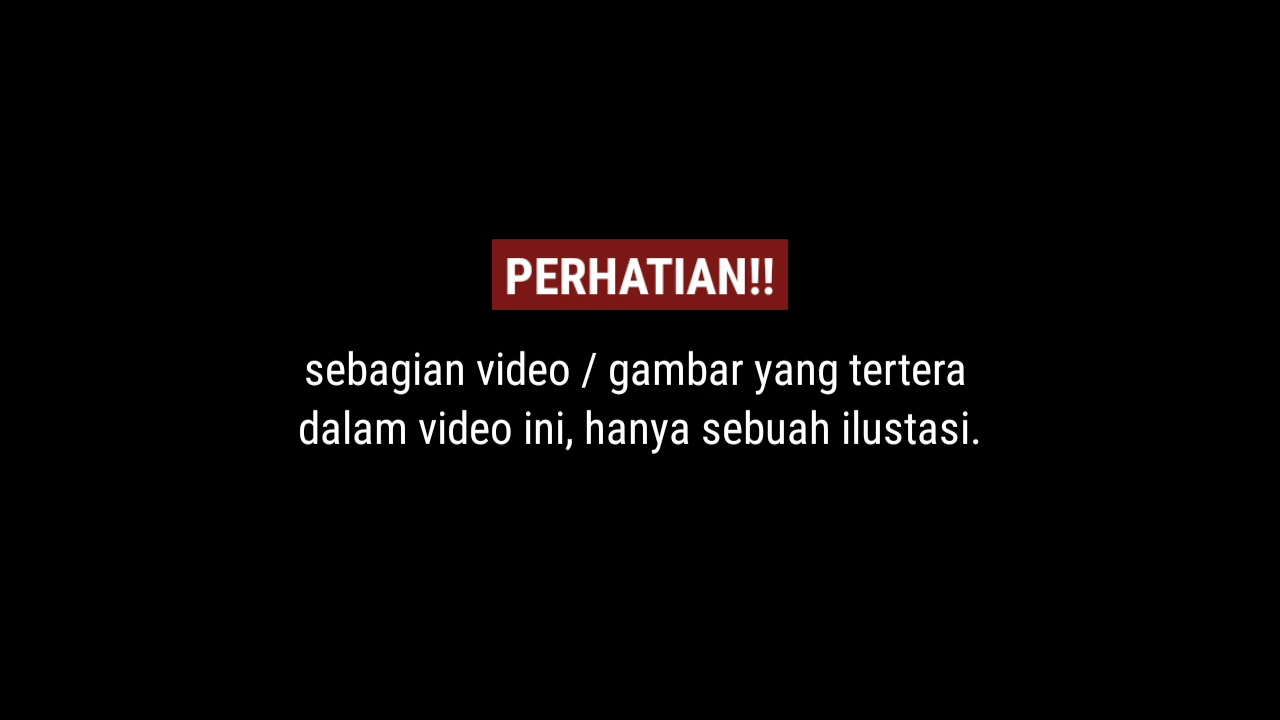 PERHATIAN!!
sebagian video / gambar yang tertera
dalam video ini, hanya sebuah ilustasi.